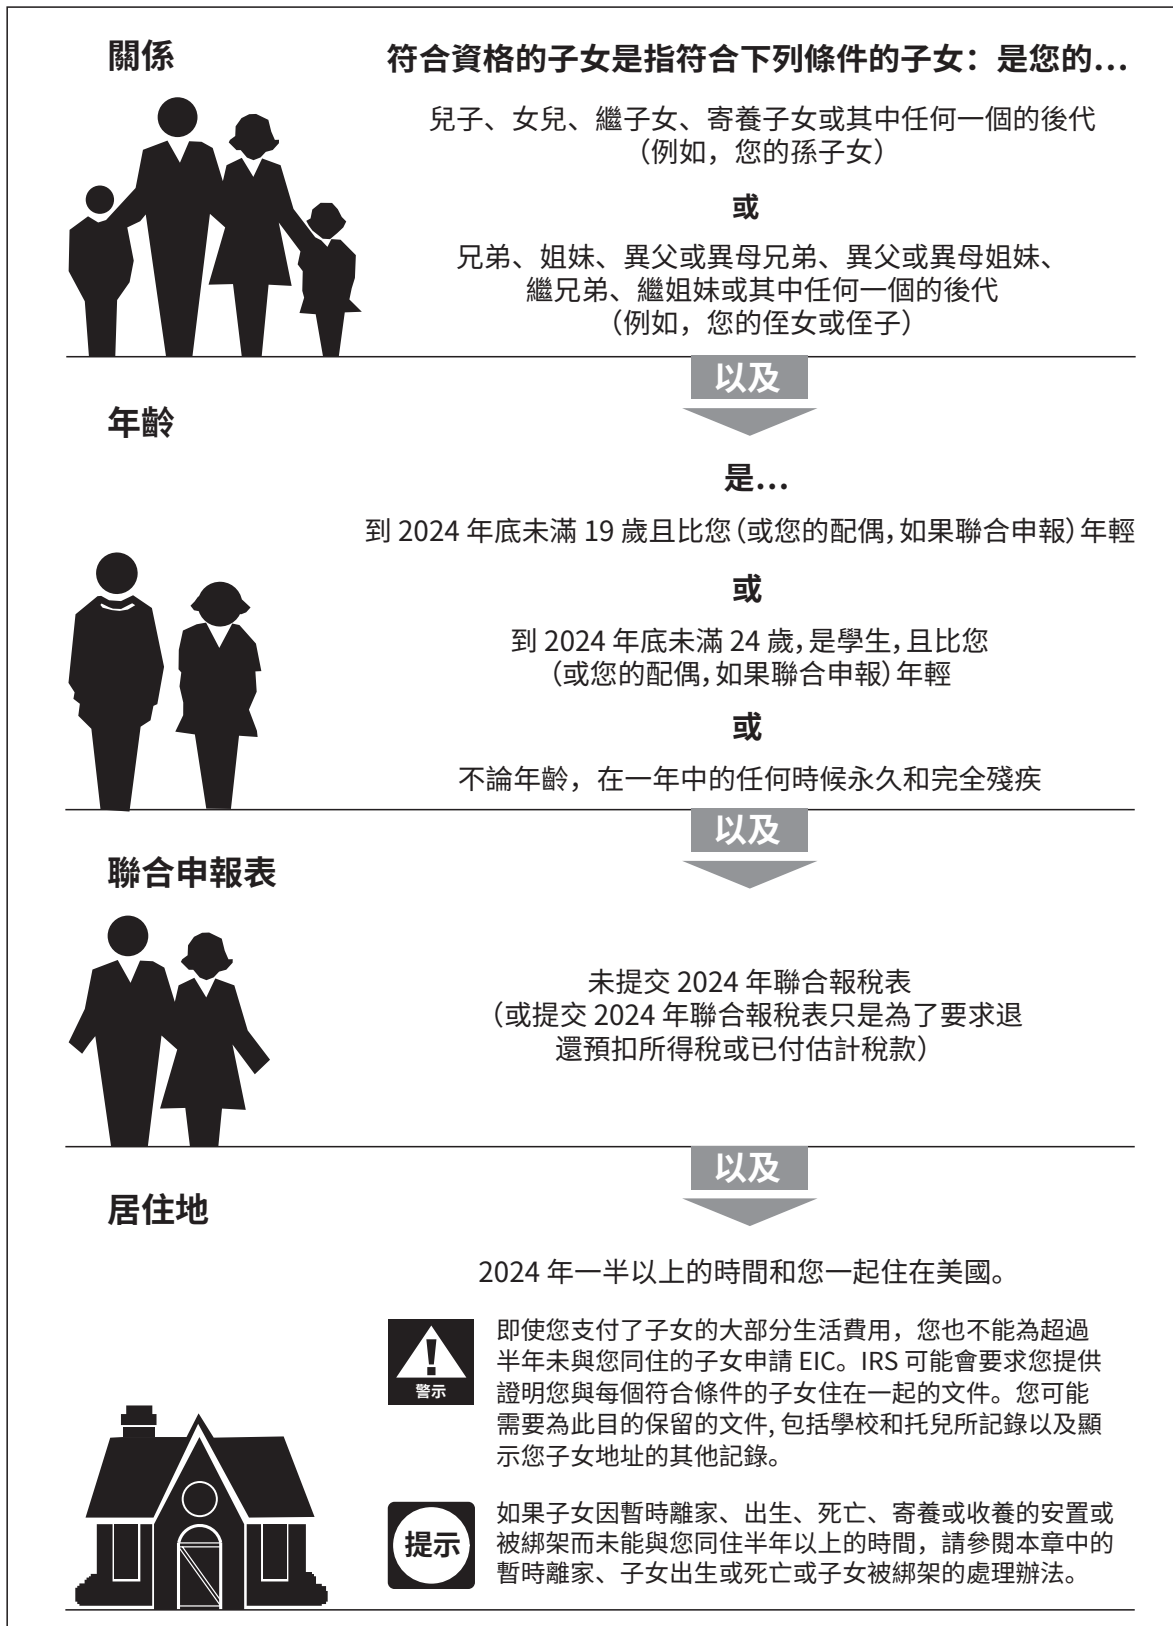 關係
符合資格的子女是指符合下列條件的子女：是您的…
兒子、女兒、繼子女、寄養子女或其中任何一個的後代
（例如，您的孫子女）
或
兄弟、姐妹、異父或異母兄弟、異父或異母姐妹、
繼兄弟、繼姐妹或其中任何一個的後代
（例如，您的侄女或侄子）
以及
年齡
是…
到 2024 年底未滿 19 歲且比您（或您的配偶，如果聯合申報）年輕
或
到 2024 年底未滿 24 歲，是學生，且比您
（或您的配偶，如果聯合申報）年輕
或
不論年齡，在一年中的任何時候永久和完全殘疾
以及
聯合申報表
未提交 2024 年聯合報稅表
（或提交 2024 年聯合報稅表只是為了要求退
還預扣所得稅或已付估計稅款）
以及
居住地
2024 年一半以上的時間和您一起住在美國。
警示
即使您支付了子女的大部分生活費用，您也不能為超過
半年未與您同住的子女申請 EIC。IRS 可能會要求您提供
證明您與每個符合條件的子女住在一起的文件。您可能
需要為此目的保留的文件，包括學校和托兒所記錄以及顯
示您子女地址的其他記錄。
提示
如果子女因暫時離家、出生、死亡、寄養或收養的安置或
被綁架而未能與您同住半年以上的時間，請參閱本章中的
暫時離家、子女出生或死亡或子女被綁架的處理辦法。